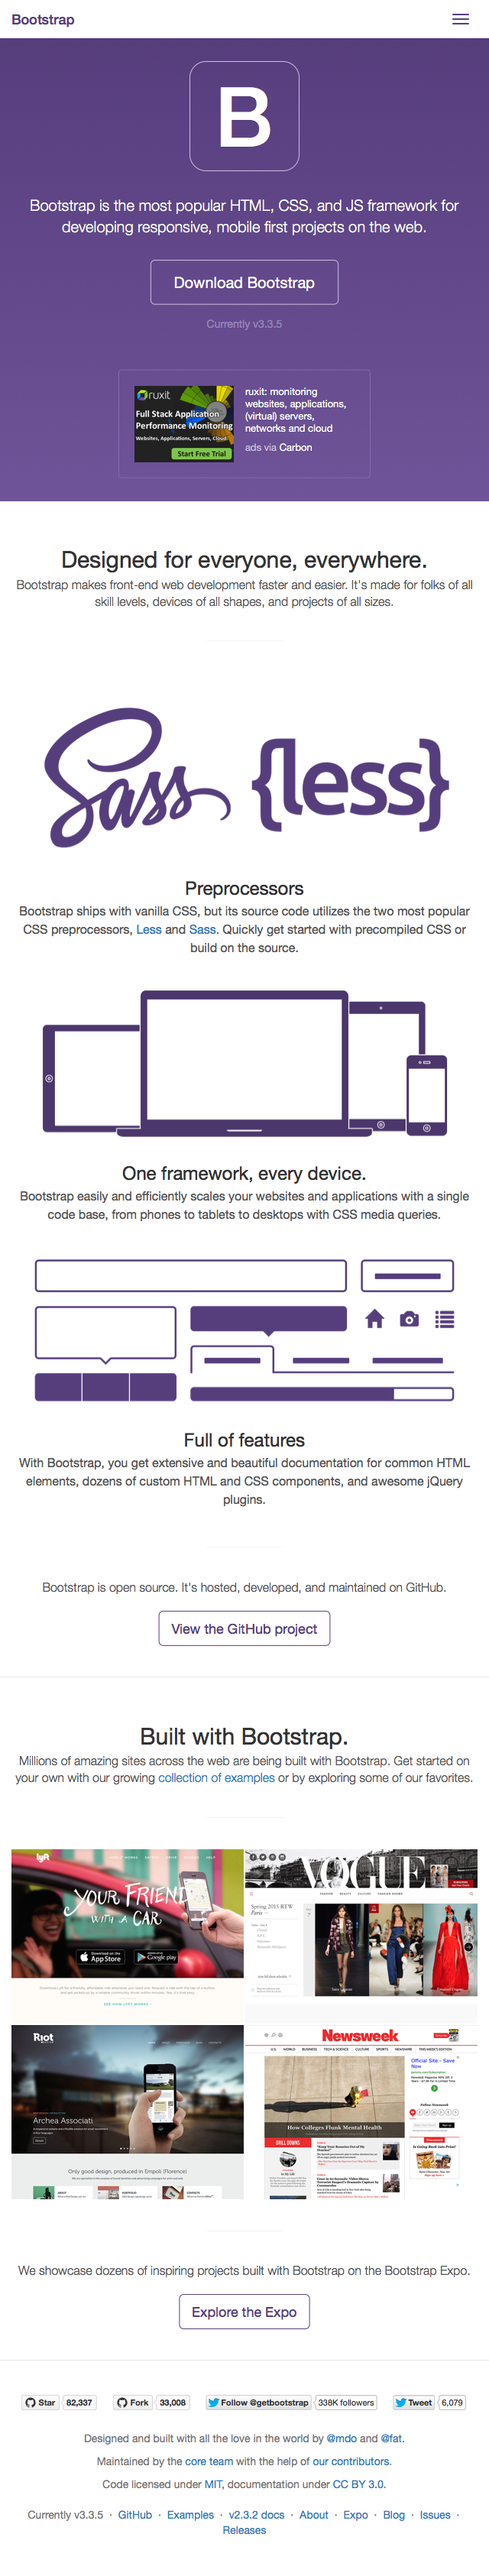 Bootstrap
B
Bootstrap is the most popular HTML, CSS, and JS framework for
developing responsive, mobile first projects on the web.
Download Bootstrap
Currently v3.3.5
ruxit
Full Stack Application
Performance Monitoring
Websites, Applications, Servers, Cloud
Start Free Trial
ruxit: monitoring
websites, applications,
(virtual) servers,
networks and cloud
ads via Carbon
Designed for everyone, everywhere.
Bootstrap makes front-end web development faster and easier. It's made for folks of all
skill levels, devices of all shapes, and projects of all sizes.
Sass {less}
Preprocessors
Bootstrap ships with vanilla CSS, but its source code utilizes the two most popular
CSS preprocessors, Less and Sass. Quickly get started with precompiled CSS or
build on the source.
One framework, every device.
Bootstrap easily and efficiently scales your websites and applications with a single
code base, from phones to tablets to desktops with CSS media queries.
Full of features
With Bootstrap, you get extensive and beautiful documentation for common HTML
elements, dozens of custom HTML and CSS components, and awesome jQuery
plugins.
Bootstrap is open source. It's hosted, developed, and maintained on GitHub.
View the GitHub project
Built with Bootstrap.
Millions of amazing sites across the web are being built with Bootstrap. Get started on
your own with our growing collection of examples or by exploring some of our favorites.
lyft
YOUR FRIEND
WITH A CAR
App Store
Google play
VOGUE
Spring 2015 RTW
Paris
Riot
Archea Associati
Only good design, produced in Empoli (Florence)
Newsweek
Official Site - Save
Now
How Colleges Flunk Mental Health
DRILL DOWNS
We showcase dozens of inspiring projects built with Bootstrap on the Bootstrap Expo.
Explore the Expo
Star 82,337 Fork 33,008 Follow @getbootstrap 338K followers Tweet 6,079
Designed and built with all the love in the world by @mdo and @fat.
Maintained by the core team with the help of our contributors.
Code licensed under MIT, documentation under CC BY 3.0.
Currently v3.3.5 · GitHub · Examples · v2.3.2 docs · About · Expo · Blog · Issues ·
Releases